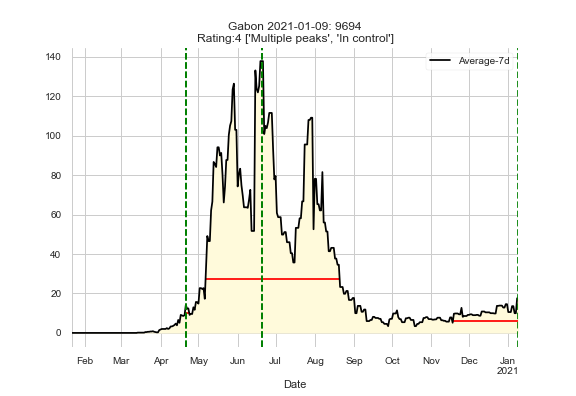 Gabon 2021-01-09: 9694
Rating:4 ['Multiple peaks', 'In control']
Average-7d
140
120
100
80
60
40
20
0
Feb Mar Apr May Jun Jul Aug Sep Oct Nov Dec Jan
2021
Date